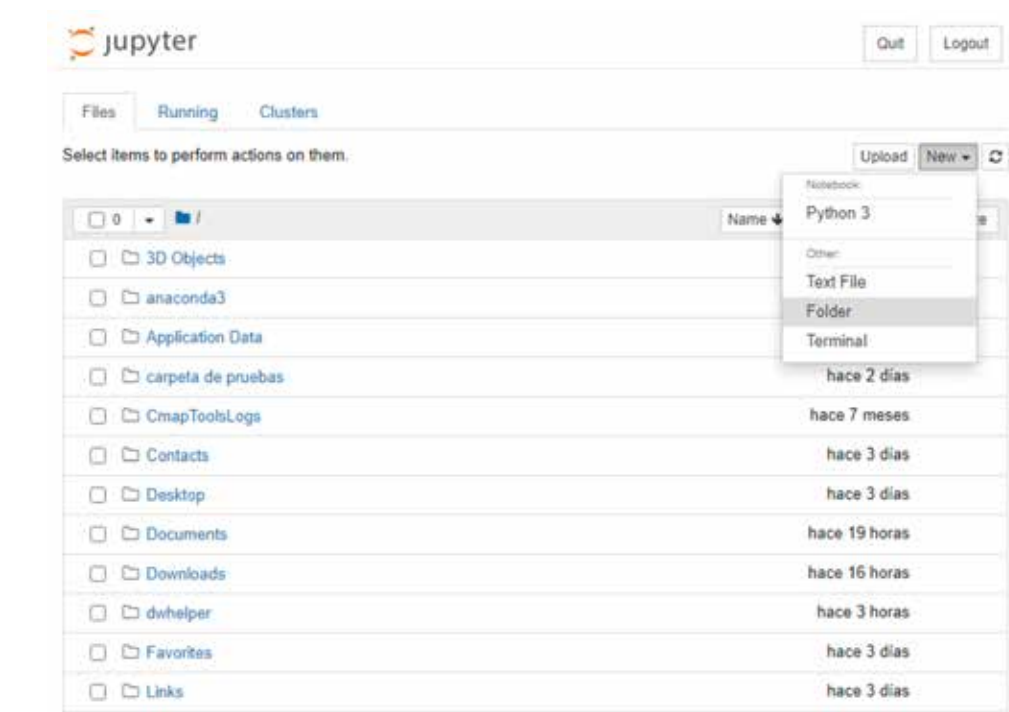 jupyter
Quit Logout
Files Running Clusters
Select items to perform actions on them.
Upload New
Notebook:
Python 3
Other:
Text File
Folder
Terminal
0 / Name
3D Objects
anaconda3
Application Data
carpeta de pruebas hace 2 días
CmapToolsLogs hace 7 meses
Contacts hace 3 días
Desktop hace 3 días
Documents hace 19 horas
Downloads hace 16 horas
dwhelper hace 3 horas
Favorites hace 3 días
Links hace 3 días